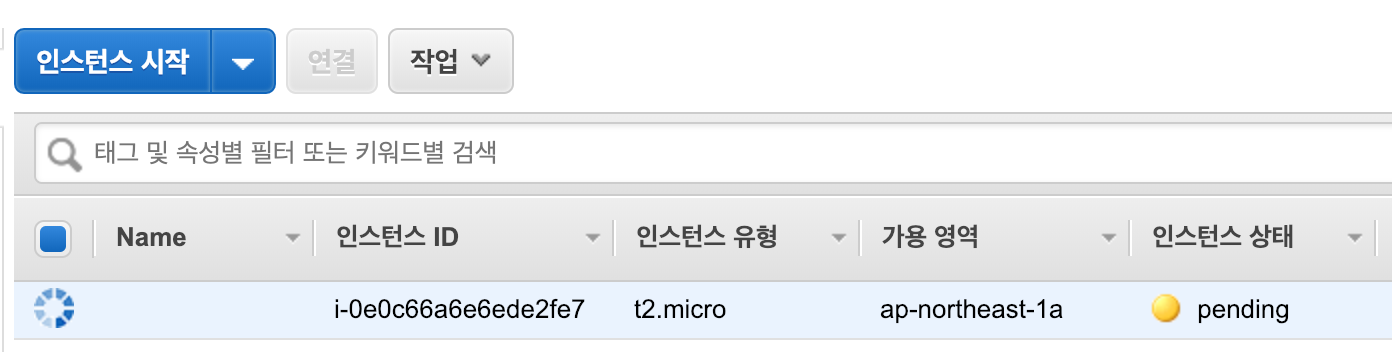 인스턴스 시작 연결 작업
태그 및 속성별 필터 또는 키워드별 검색
Name 인스턴스 ID 인스턴스 유형 가용 영역 인스턴스 상태
i-0e0c66a6e6ede2fe7 t2.micro ap-northeast-1a pending